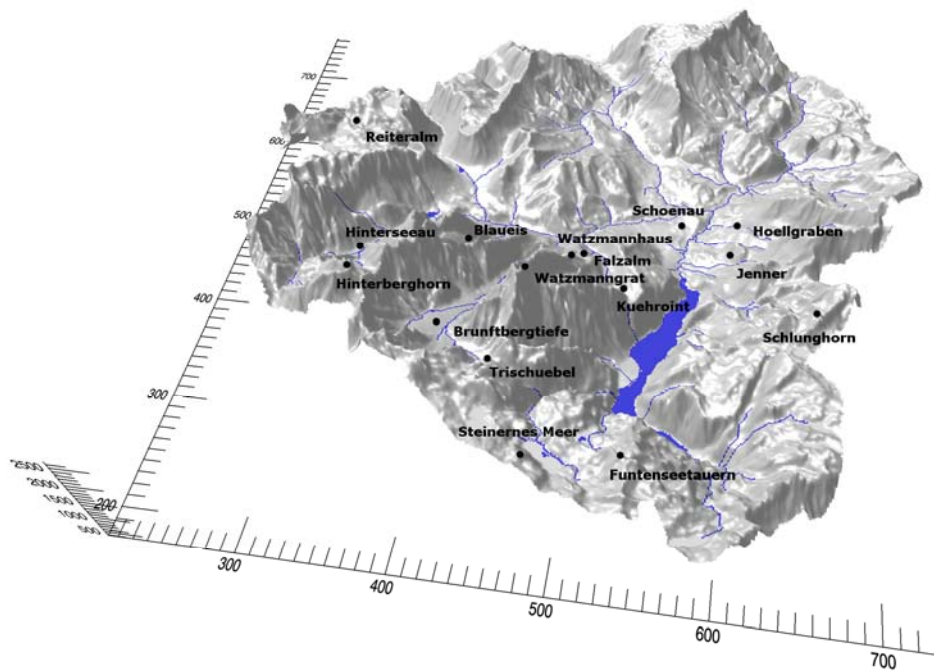 700
Reiteralm
600
500
Schoenau
Hinterseeau
Blaueis
Watzmannhaus
Hoellgraben
Falzalm
Jenner
Hinterberghorn
Watzmanngrat
400
Kuehroint
Brunftbergtiefe
Schlunghorn
Trischuebel
300
Steinernes Meer
2500
2000
1500
1000
500
200
Funtenseetauern
300
400
500
600
700